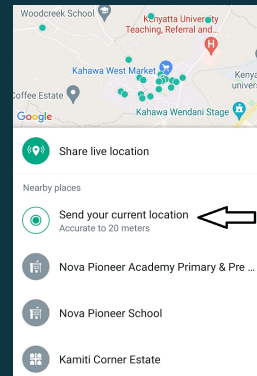 Woodcreek School
Kenyatta University
Teaching, Referral and...
Kahawa West Market
Coffee Estate
Kenya
univers
Kahawa Wendani Stage
Google
Share live location
Nearby places
Send your current location
Accurate to 20 meters
Nova Pioneer Academy Primary & Pre ...
Nova Pioneer School
Kamiti Corner Estate